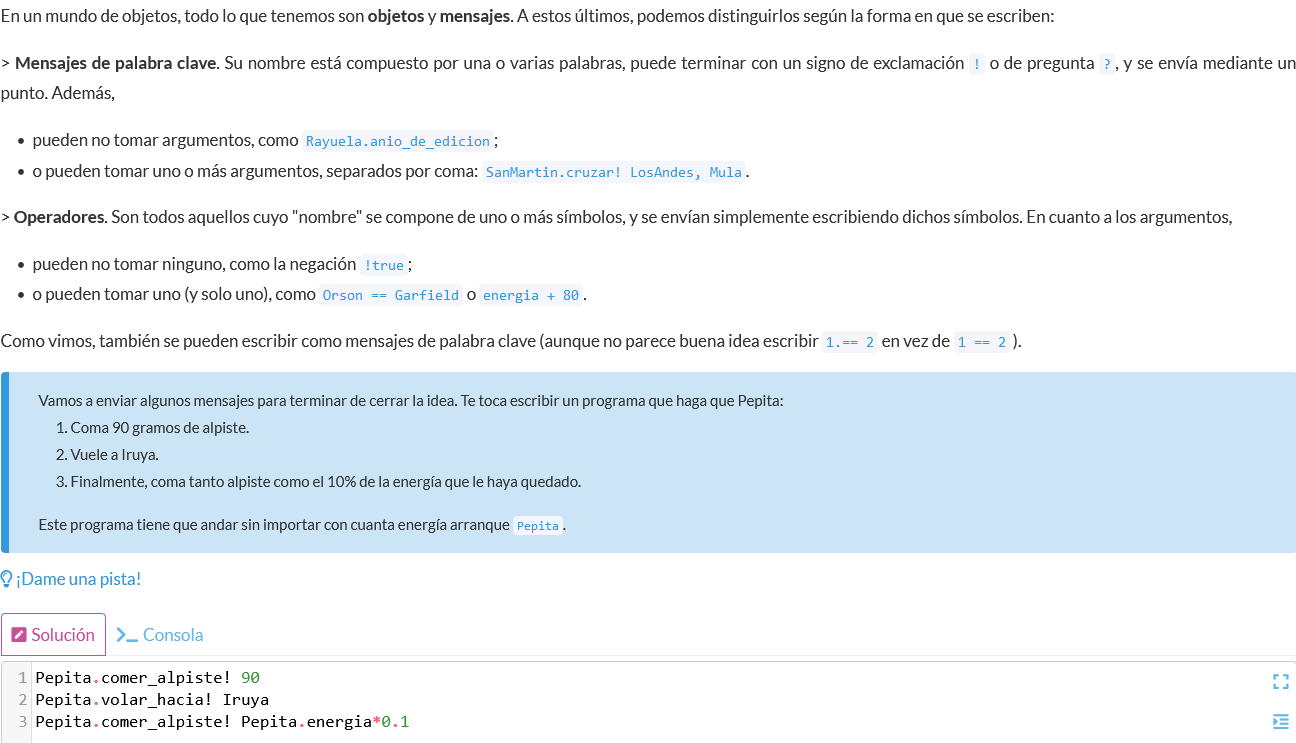 En un mundo de objetos, todo lo que tenemos son objetos y mensajes. A estos últimos, podemos distinguirlos según la forma en que se escriben:
> Mensajes de palabra clave. Su nombre está compuesto por una o varias palabras, puede terminar con un signo de exclamación ! o de pregunta ?, y se envía mediante un
punto. Además,
• pueden no tomar argumentos, como Rayuela.anio_de_edicion;
• o pueden tomar uno o más argumentos, separados por coma: SanMartin.cruzar! LosAndes, Mula.
> Operadores. Son todos aquellos cuyo "nombre" se compone de uno o más símbolos, y se envían simplemente escribiendo dichos símbolos. En cuanto a los argumentos,
• pueden no tomar ninguno, como la negación !true;
• o pueden tomar uno (y solo uno), como Orson == Garfield o energia + 80.
Como vimos, también se pueden escribir como mensajes de palabra clave (aunque no parece buena idea escribir 1.== 2 en vez de 1 == 2).
Vamos a enviar algunos mensajes para terminar de cerrar la idea. Te toca escribir un programa que haga que Pepita:
1. Coma 90 gramos de alpiste.
2. Vuele a Iruya.
3. Finalmente, coma tanto alpiste como el 10% de la energía que le haya quedado.
Este programa tiene que andar sin importar con cuanta energía arranque Pepita.
¡Dame una pista!
Solución >_ Consola
1 Pepita.comer_alpiste! 90
2 Pepita.volar_hacia! Iruya
3 Pepita.comer_alpiste! Pepita.energia*0.1